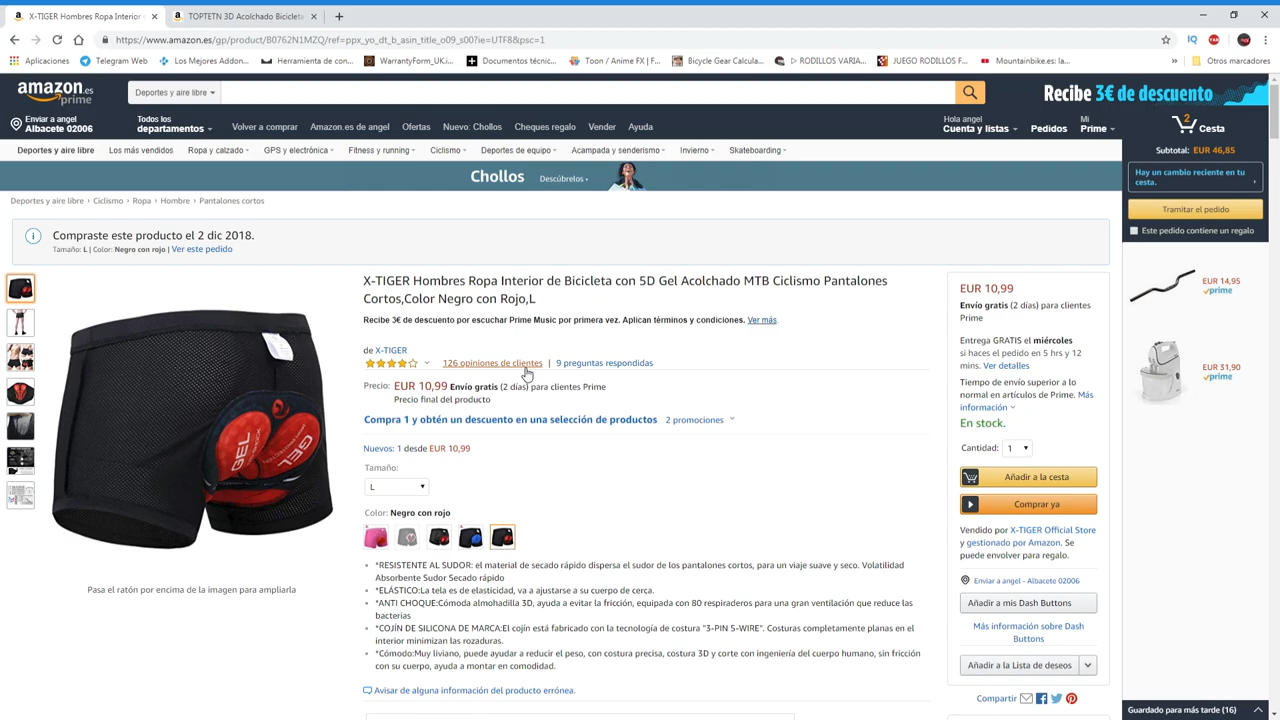 X-TIGER Hombres Ropa Interior
TOPTETN 3D Acolchado Bicicleta
https://www.amazon.es/gp/product/B0762N1MZQ/ref=ppx_yo_dt_b_asin_title_o09_s00?ie=UTF8&psc=1
Aplicaciones
Telegram Web
Los Mejores Addon...
Herramienta de con...
WarrantyForm_UK.i...
Documentos técnic...
Toon / Anime FX | F...
Bicycle Gear Calcula...
RODILLOS VARIA...
JUEGO RODILLOS F...
Mountainbike.es: la...
Otros marcadores
amazon.es
prime
Deportes y aire libre
Recibe 3€ de descuento
Enviar a angel
Albacete 02006
Todos los
departamentos
Volver a comprar
Amazon.es de angel
Ofertas
Nuevo: Chollos
Cheques regalo
Vender
Ayuda
Hola angel
Cuenta y listas
Pedidos
Mi
Prime
2
Cesta
Deportes y aire libre
Los más vendidos
Ropa y calzado
GPS y electrónica
Fitness y running
Ciclismo
Deportes de equipo
Acampada y senderismo
Invierno
Skateboarding
Subtotal: EUR 46,85
Chollos
Descúbrelos
Hay un cambio reciente en tu
cesta.
Tramitar el pedido
Este pedido contiene un regalo
Deportes y aire libre › Ciclismo › Ropa › Hombre › Pantalones cortos
Compraste este producto el 2 dic 2018.
Tamaño: L | Color: Negro con rojo | Ver este pedido
GEL
GEL
Pasa el ratón por encima de la imagen para ampliarla
X-TIGER Hombres Ropa Interior de Bicicleta con 5D Gel Acolchado MTB Ciclismo Pantalones
Cortos,Color Negro con Rojo,L
Recibe 3€ de descuento por escuchar Prime Music por primera vez. Aplican términos y condiciones. Ver más.
de X-TIGER
126 opiniones de clientes | 9 preguntas respondidas
Precio: EUR 10,99 Envío gratis (2 días) para clientes Prime
Precio final del producto
Compra 1 y obtén un descuento en una selección de productos 2 promociones
Nuevos: 1 desde EUR 10,99
Tamaño:
L
Color: Negro con rojo
*RESISTENTE AL SUDOR: el material de secado rápido dispersa el sudor de los pantalones cortos, para un viaje suave y seco. Volatilidad
Absorbente Sudor Secado rápido
*ELÁSTICO:La tela es de elasticidad, va a ajustarse a su cuerpo de cerca.
*ANTI CHOQUE:Cómoda almohadilla 3D, ayuda a evitar la fricción, equipada con 80 respiraderos para una gran ventilación que reduce las
bacterias
*COJÍN DE SILICONA DE MARCA:El cojín está fabricado con la tecnología de costura "3-PIN 5-WIRE". Costuras completamente planas en el
interior minimizan las rozaduras.
*Cómodo:Muy liviano, puede ayudar a reducir el peso, con costura precisa, costura 3D y corte con ingeniería del cuerpo humano, sin fricción
con su cuerpo, ayuda a montar en comodidad.
Avisar de alguna información del producto errónea.
EUR 10,99
Envío gratis (2 días) para clientes
Prime
Entrega GRATIS el miércoles
si haces el pedido en 5 hrs y 12
mins. Ver detalles
Tiempo de envío superior a lo
normal en artículos de Prime. Más
información
En stock.
Cantidad: 1
Añadir a la cesta
Comprar ya
Vendido por X-TIGER Official Store
y gestionado por Amazon. Se
puede envolver para regalo.
Enviar a angel - Albacete 02006
Añadir a mis Dash Buttons
Más información sobre Dash
Buttons
Añadir a la Lista de deseos
Compartir
EUR 14,95
prime
EUR 31,90
prime
Guardado para más tarde (16)